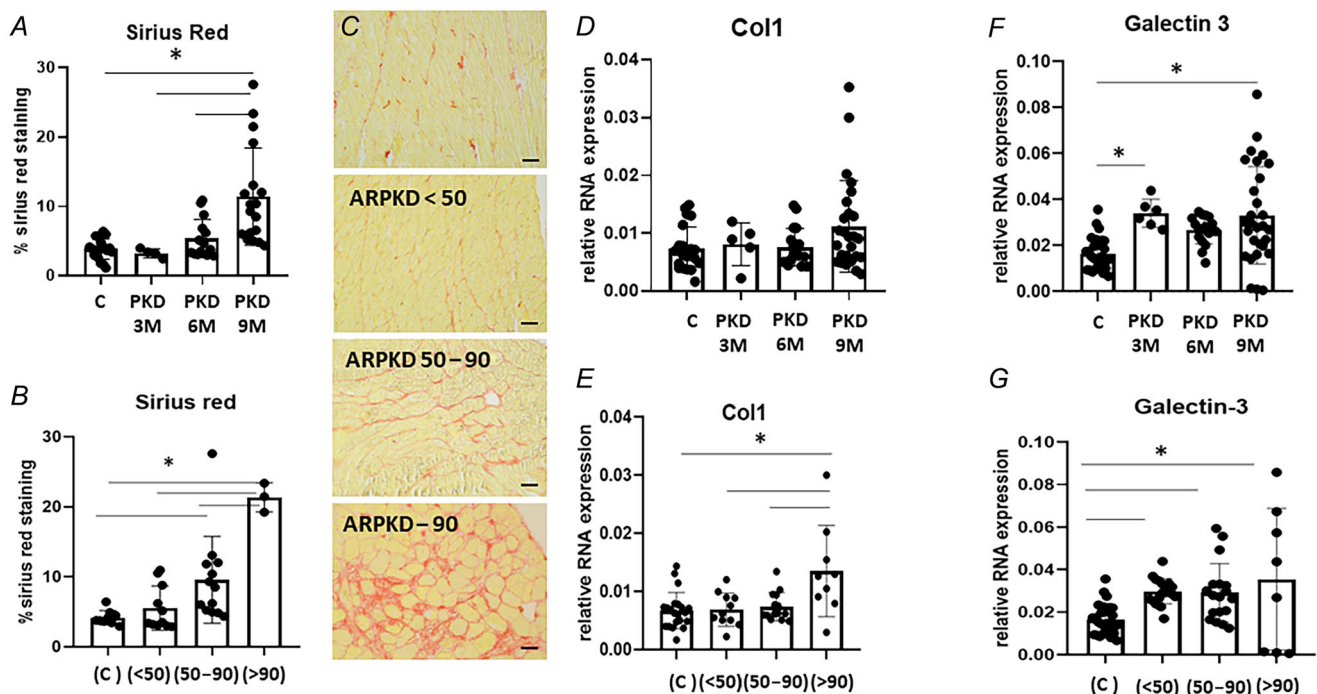 A
Sirius Red
*
% sirius red staining
30
20
10
0
C PKD PKD PKD
3M 6M 9M
B
Sirius red
*
% sirius red staining
30
20
10
0
(C) (<50) (50–90) (>90)
C
ARPKD < 50
ARPKD 50–90
ARPKD–90
D
Col1
relative RNA expression
0.04
0.03
0.02
0.01
0.00
C PKD PKD PKD
3M 6M 9M
E
Col1
*
relative RNA expression
0.04
0.03
0.02
0.01
0.00
(C) (<50) (50–90) (>90)
F
Galectin 3
*
*
relative RNA expression
0.10
0.08
0.06
0.04
0.02
0.00
C PKD PKD PKD
3M 6M 9M
G
Galectin-3
*
relative RNA expression
0.10
0.08
0.06
0.04
0.02
0.00
(C) (<50) (50–90) (>90)